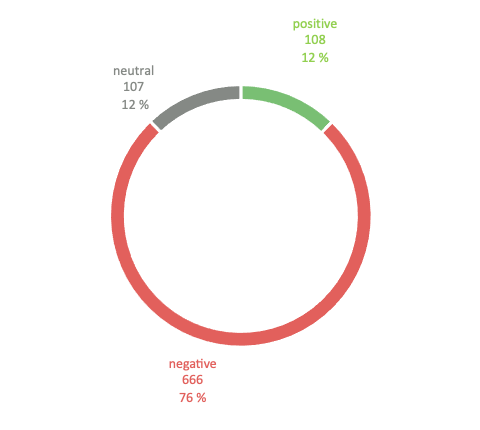 positive
108
12 %
neutral
107
12 %
negative
666
76 %